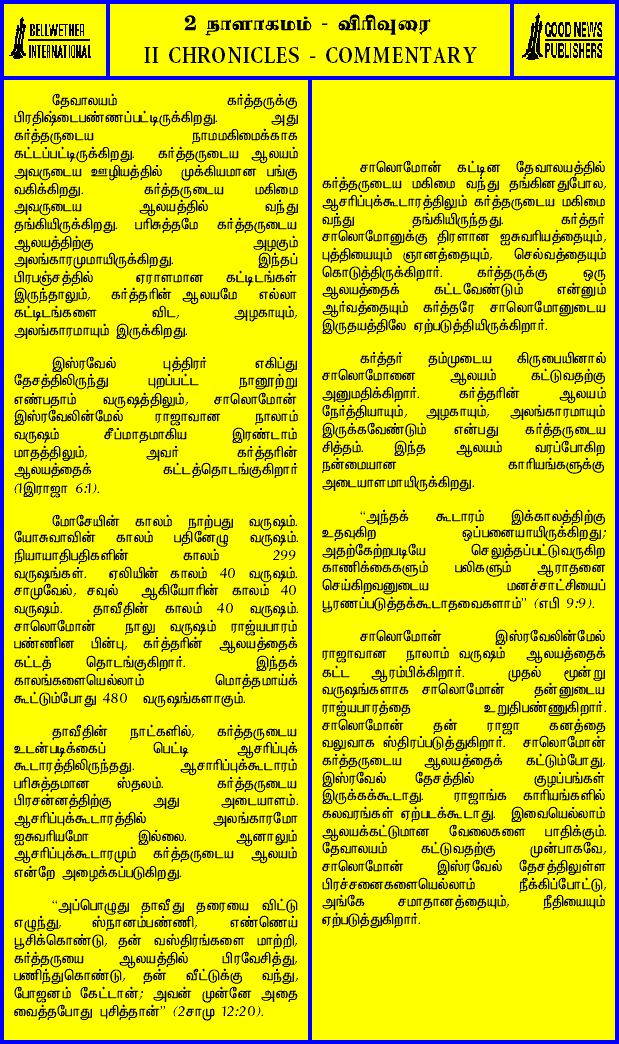 BELLWETHER
INTERNATIONAL
2 நாளாகமம் - விரிவுரை
II CHRONICLES - COMMENTARY
GOOD NEWS
PUBLISHERS
தேவாலயம் கர்த்தருக்கு
பிரதிஷ்டைபண்ணப்பட்டிருக்கிறது. அது
கர்த்தருடைய நாமமகிமைக்காக
கட்டப்பட்டிருக்கிறது. கர்த்தருடைய ஆலயம்
அவருடைய ஊழியத்தில் முக்கியமான பங்கு
வகிக்கிறது. கர்த்தருடைய மகிமை
அவருடைய ஆலயத்தில் வந்து
தங்கியிருக்கிறது. பரிசுத்தமே கர்த்தருடைய
ஆலயத்திற்கு அழகும்
அலங்காரமுமாயிருக்கிறது. இந்தப்
பிரபஞ்சத்தில் ஏராளமான கட்டிடங்கள்
இருந்தாலும், கர்த்தரின் ஆலயமே எல்லா
கட்டிடங்களை விட, அழகாயும்,
அலங்காரமாயும் இருக்கிறது.
இஸ்ரவேல் புத்திரர் எகிப்து
தேசத்திலிருந்து புறப்பட்ட நானூற்று
எண்பதாம் வருஷத்திலும், சாலொமோன்
இஸ்ரவேலின்மேல் ராஜாவான நாலாம்
வருஷம் சீப்மாதமாகிய இரண்டாம்
மாதத்திலும், அவர் கர்த்தரின்
ஆலயத்தைக் கட்டத்தொடங்குகிறார்
(1இராஜா 6:1).
மோசேயின் காலம் நாற்பது வருஷம்.
யோசுவாவின் காலம் பதினேழு வருஷம்.
நியாயாதிபதிகளின் காலம் 299
வருஷங்கள். ஏலியின் காலம் 40 வருஷம்.
சாமுவேல், சவுல் ஆகியோரின் காலம் 40
வருஷம். தாவீதின் காலம் 40 வருஷம்.
சாலொமோன் நாலு வருஷம் ராஜ்யபாரம்
பண்ணின பின்பு, கர்த்தரின் ஆலயத்தைக்
கட்டத் தொடங்குகிறார். இந்தக்
காலங்களையெல்லாம் மொத்தமாய்க்
கூட்டும்போது 480 வருஷங்களாகும்.
தாவீதின் நாட்களில், கர்த்தருடைய
உடன்படிக்கைப் பெட்டி ஆசரிப்புக்
கூடாரத்திலிருந்தது. ஆசாரிப்புக்கூடாரம்
பரிசுத்தமான ஸ்தலம். கர்த்தருடைய
பிரசன்னத்திற்கு அது அடையாளம்.
ஆசரிப்புக்கூடாரத்தில் அலங்காரமோ
ஐசுவரியமோ இல்லை. ஆனாலும்
ஆசரிப்புக்கூடாரமும் கர்த்தருடைய ஆலயம்
என்றே அழைக்கப்படுகிறது.
“அப்பொழுது தாவீது தரையை விட்டு
எழுந்து, ஸ்நானம்பண்ணி, எண்ணெய்
பூசிக்கொண்டு, தன் வஸ்திரங்களை மாற்றி,
கர்த்தருயை ஆலயத்தில் பிரவேசித்து,
பணிந்துகொண்டு, தன் வீட்டுக்கு வந்து,
போஜனம் கேட்டான்; அவன் முன்னே அதை
வைத்தபோது புசித்தான்” (2சாமு 12:20).
சாலொமோன் கட்டின தேவாலயத்தில்
கர்த்தருடைய மகிமை வந்து தங்கினதுபோல,
ஆசரிப்புக்கூடாரத்திலும் கர்த்தருடைய மகிமை
வந்து தங்கியிருந்தது. கர்த்தர்
சாலொமோனுக்கு திரளான ஐசுவரியத்தையும்,
புத்தியையும் ஞானத்தையும், செல்வத்தையும்
கொடுத்திருக்கிறார். கர்த்தருக்கு ஒரு
ஆலயத்தைக் கட்டவேண்டும் என்னும்
ஆர்வத்தையும் கர்த்தரே சாலொமோனுடைய
இருதயத்திலே ஏற்படுத்தியிருக்கிறார்.
கர்த்தர் தம்முடைய கிருபையினால்
சாலொமோனை ஆலயம் கட்டுவதற்கு
அனுமதிக்கிறார். கர்த்தரின் ஆலயம்
நேர்த்தியாயும், அழகாயும், அலங்காரமாயும்
இருக்கவேண்டும் என்பது கர்த்தருடைய
சித்தம். இந்த ஆலயம் வரப்போகிற
நன்மையான காரியங்களுக்கு
அடையாளமாயிருக்கிறது.
“அந்தக் கூடாரம் இக்காலத்திற்கு
உதவுகிற ஒப்பனையாயிருக்கிறது;
அதற்கேற்றபடியே செலுத்தப்பட்டுவருகிற
காணிக்கைகளும் பலிகளும் ஆராதனை
செய்கிறவனுடைய மனச்சாட்சியைப்
பூரணப்படுத்தக்கூடாதவைகளாம்” (எபி 9:9).
சாலொமோன் இஸ்ரவேலின்மேல்
ராஜாவான நாலாம் வருஷம் ஆலயத்தைக்
கட்ட ஆரம்பிக்கிறார். முதல் மூன்று
வருஷங்களாக சாலொமோன் தன்னுடைய
ராஜ்யபாரத்தை உறுதிபண்ணுகிறார்.
சாலொமோன் தன் ராஜா கனத்தை
வலுவாக ஸ்திரப்படுத்துகிறார். சாலொமோன்
கர்த்தருடைய ஆலயத்தைக் கட்டும்போது,
இஸ்ரவேல் தேசத்தில் குழப்பங்கள்
இருக்கக்கூடாது. ராஜாங்க காரியங்களில்
கலவரங்கள் ஏற்படக்கூடாது. இவையெல்லாம்
ஆலயக்கட்டுமான வேலைகளை பாதிக்கும்.
தேவாலயம் கட்டுவதற்கு முன்பாகவே,
சாலொமோன் இஸ்ரவேல் தேசத்திலுள்ள
பிரச்சனைகளையெல்லாம் நீக்கிப்போட்டு,
அங்கே சமாதானத்தையும், நீதியையும்
ஏற்படுத்துகிறார்.